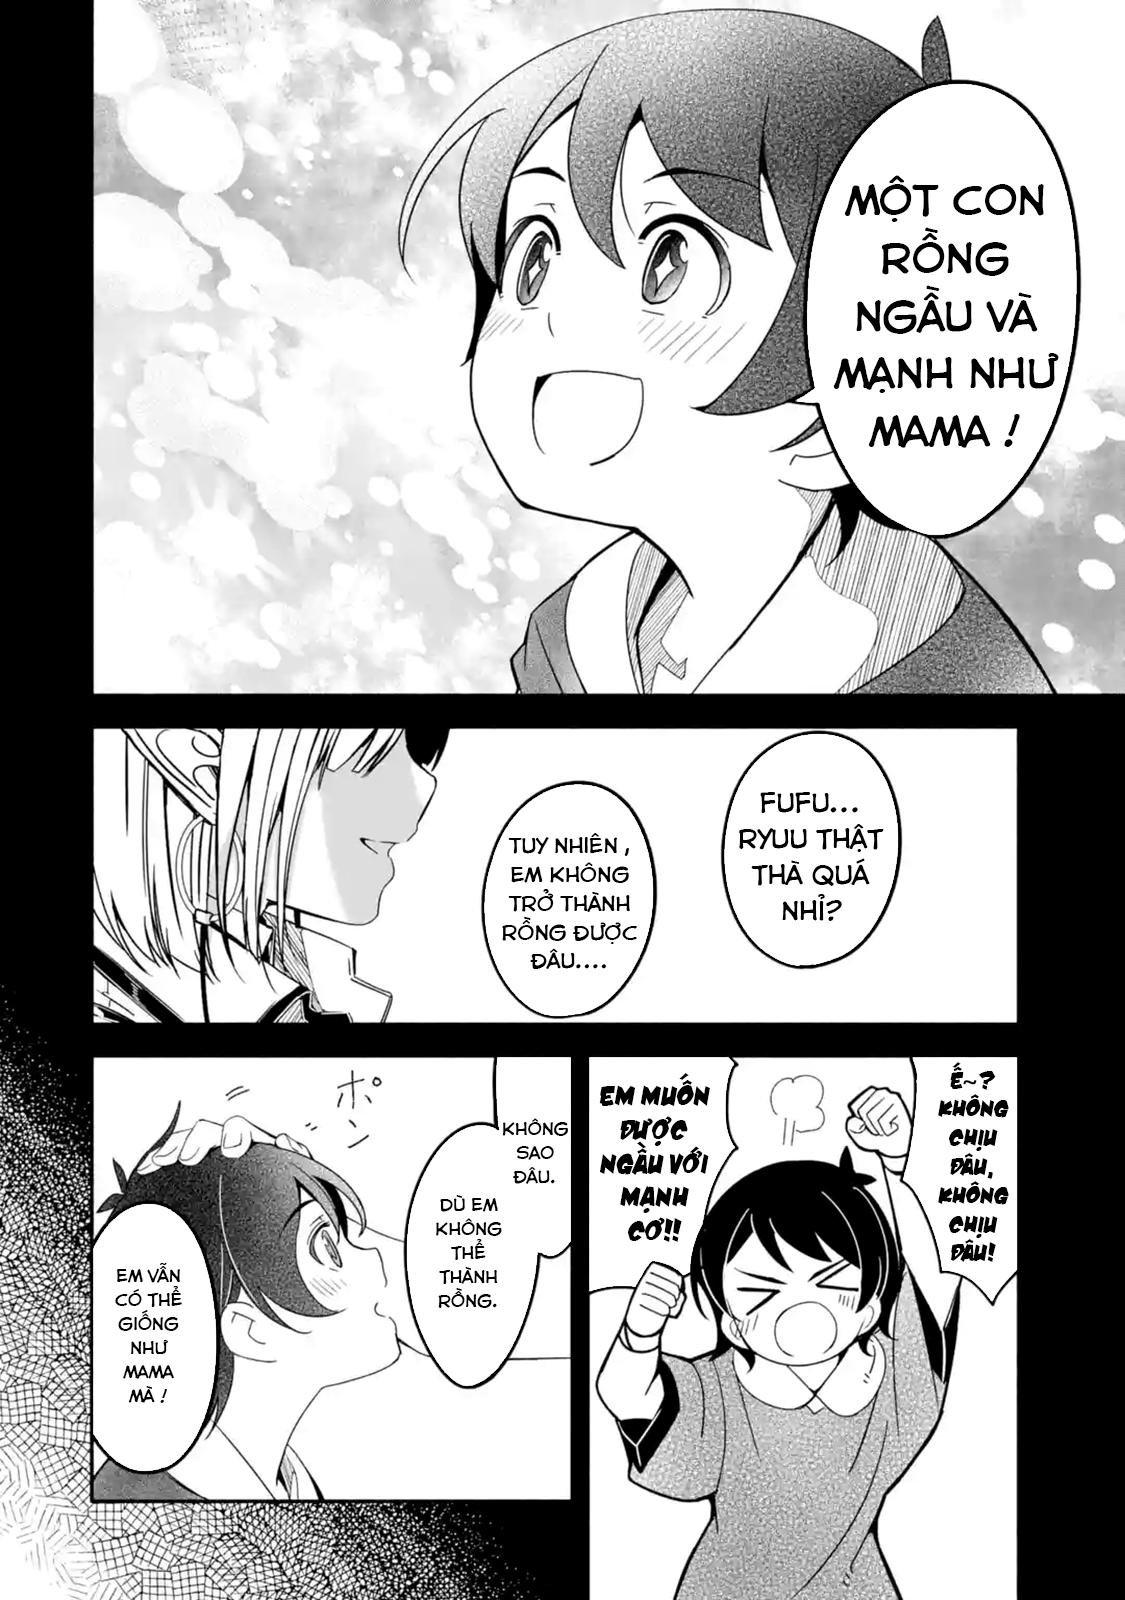 MỘT CON
RỒNG
NGẦU VÀ
MẠNH NHƯ
MAMA !
FUFU...
RYUU THẬT
THÀ QUÁ
NHỈ?
TUY NHIÊN ,
EM KHÔNG
TRỞ THÀNH
RỒNG ĐƯỢC
ĐÂU....
Ế~?
KHÔNG
CHỊU
ĐÂU,
KHÔNG
CHỊU
ĐÂU!
EM MUỐN
ĐƯỢC
NGẦU VỚI
MẠNH
CƠ!!
KHÔNG
SAO
ĐÂU.
DÙ EM
KHÔNG
THỂ
THÀNH
RỒNG.
ポン
EM VẪN
CÓ THỂ
GIỐNG
NHƯ
MAMA
MÀ !